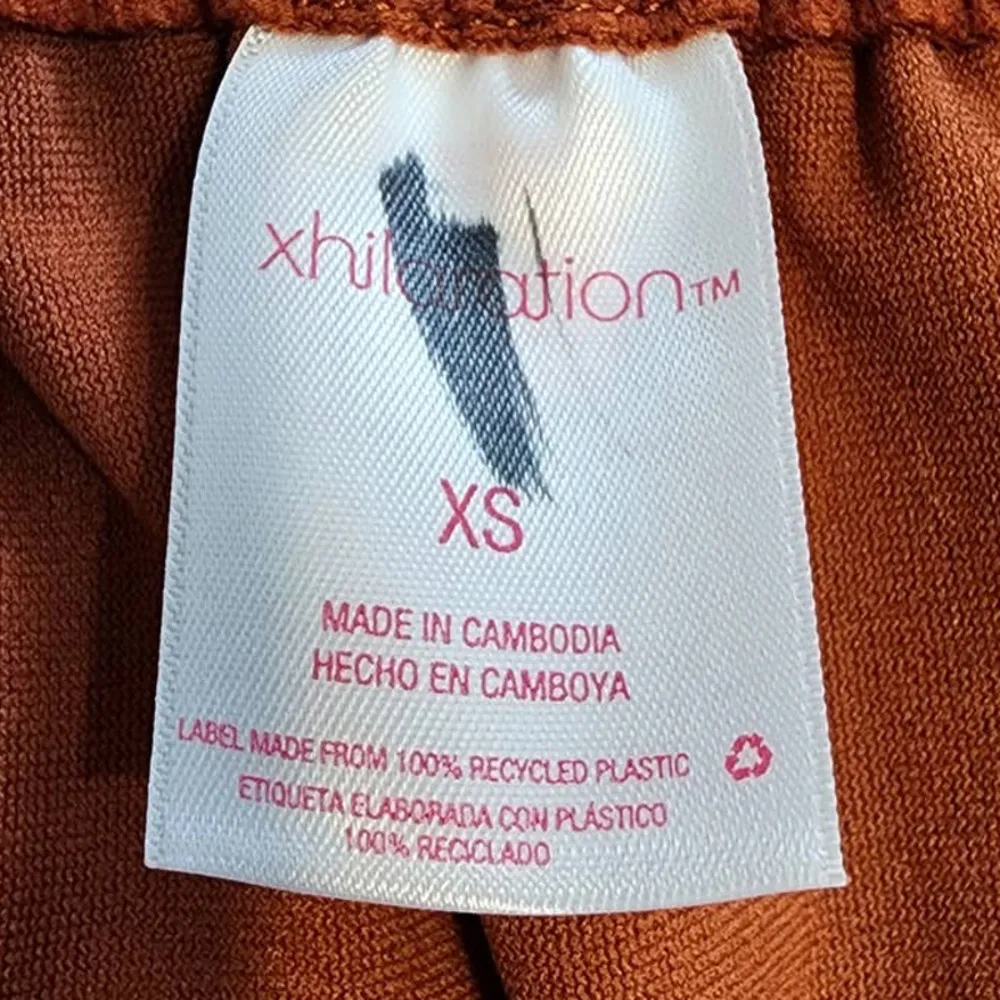 xhilaration™
XS
MADE IN CAMBODIA
HECHO EN CAMBOYA
LABEL MADE FROM 100% RECYCLED PLASTIC
ETIQUETA ELABORADA CON PLÁSTICO
100% RECICLADO